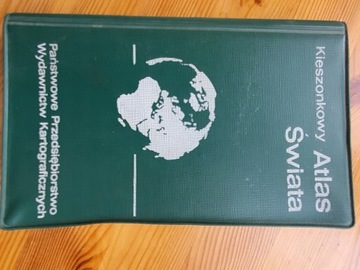 Kieszonkowy
Atlas
Świata
Państwowe Przedsiębiorstwo
Wydawnictw Kartograficznych